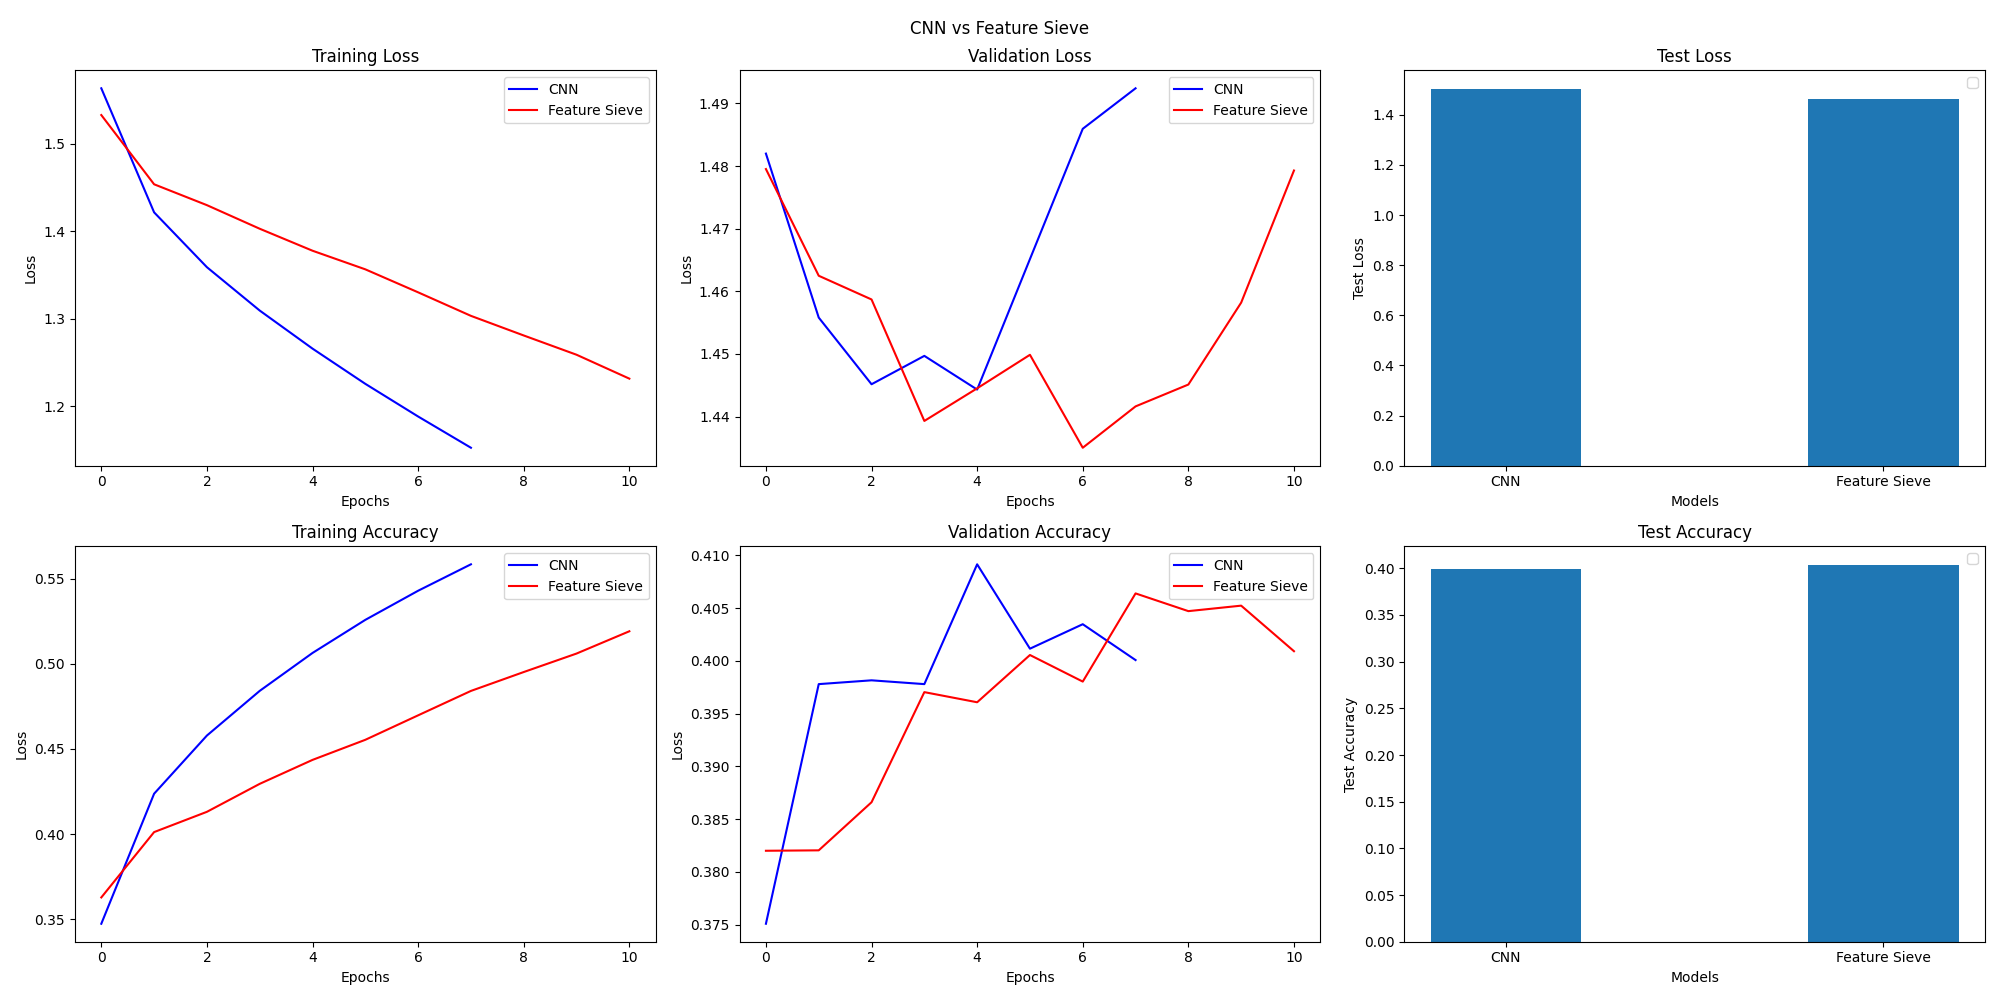 CNN vs Feature Sieve
Training Loss
CNN
Feature Sieve
1.5
1.4
1.3
1.2
Loss
0 2 4 6 8 10
Epochs
Validation Loss
CNN
Feature Sieve
1.49
1.48
1.47
1.46
1.45
1.44
Loss
0 2 4 6 8 10
Epochs
Test Loss
1.4
1.2
1.0
0.8
0.6
0.4
0.2
0.0
Test Loss
CNN Feature Sieve
Models
Training Accuracy
CNN
Feature Sieve
0.55
0.50
0.45
0.40
0.35
Loss
0 2 4 6 8 10
Epochs
Validation Accuracy
CNN
Feature Sieve
0.410
0.405
0.400
0.395
0.390
0.385
0.380
0.375
Loss
0 2 4 6 8 10
Epochs
Test Accuracy
0.40
0.35
0.30
0.25
0.20
0.15
0.10
0.05
0.00
Test Accuracy
CNN Feature Sieve
Models